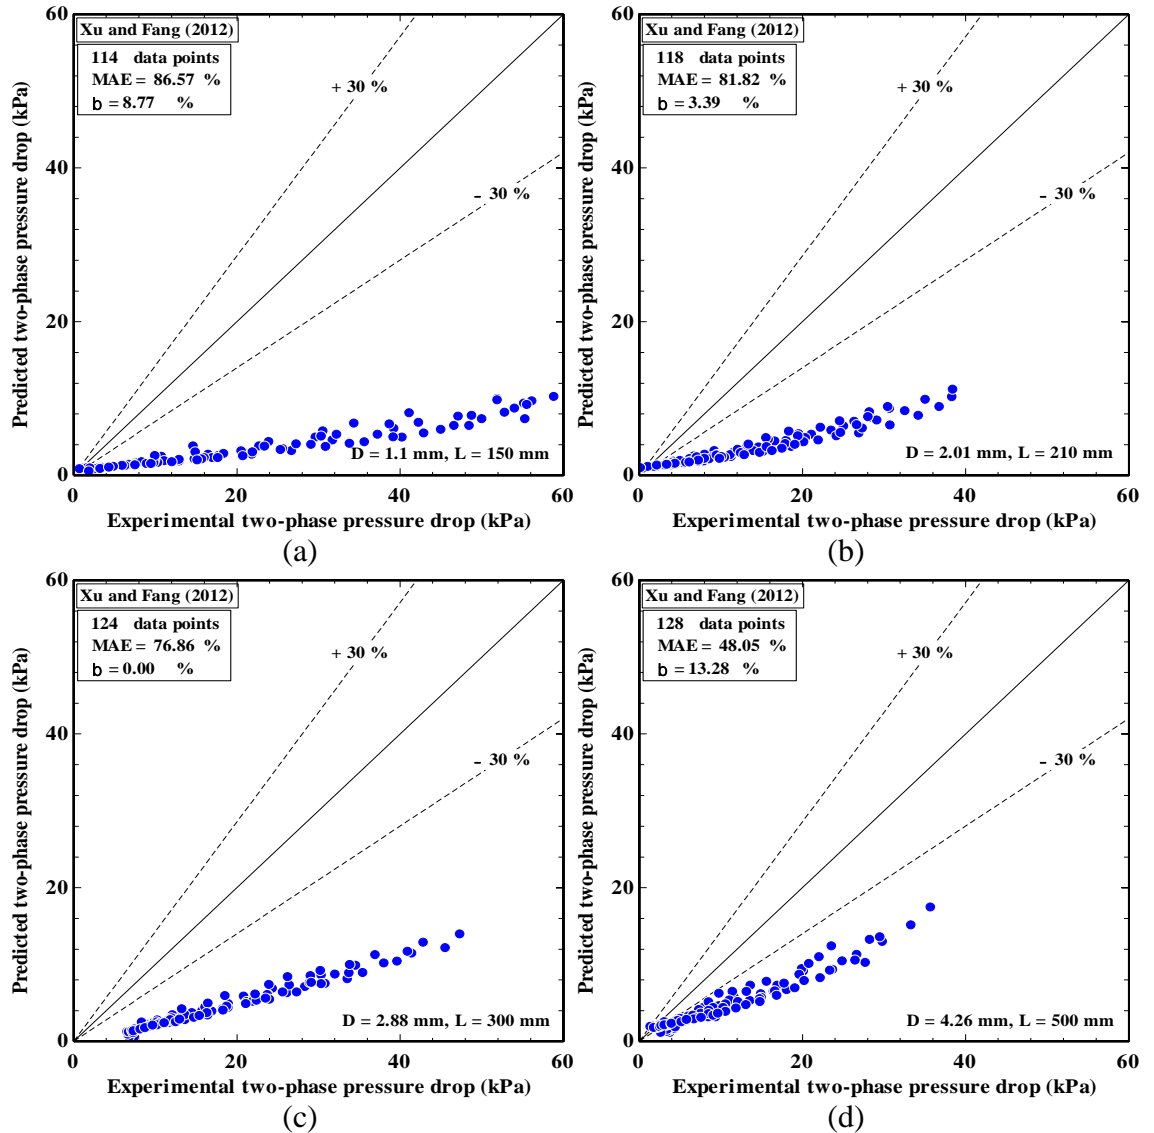 60
Xu and Fang (2012)
114 data points
MAE = 86.57 %
b = 8.77 %
+ 30 %
40
- 30 %
20
0
D = 1.1 mm, L = 150 mm
0 20 40 60
Predicted two-phase pressure drop (kPa)
Experimental two-phase pressure drop (kPa)
(a)
60
Xu and Fang (2012)
118 data points
MAE = 81.82 %
b = 3.39 %
+ 30 %
40
- 30 %
20
0
D = 2.01 mm, L = 210 mm
0 20 40 60
Predicted two-phase pressure drop (kPa)
Experimental two-phase pressure drop (kPa)
(b)
60
Xu and Fang (2012)
124 data points
MAE = 76.86 %
b = 0.00 %
+ 30 %
40
- 30 %
20
0
D = 2.88 mm, L = 300 mm
0 20 40 60
Predicted two-phase pressure drop (kPa)
Experimental two-phase pressure drop (kPa)
(c)
60
Xu and Fang (2012)
128 data points
MAE = 48.05 %
b = 13.28 %
+ 30 %
40
- 30 %
20
0
D = 4.26 mm, L = 500 mm
0 20 40 60
Predicted two-phase pressure drop (kPa)
Experimental two-phase pressure drop (kPa)
(d)